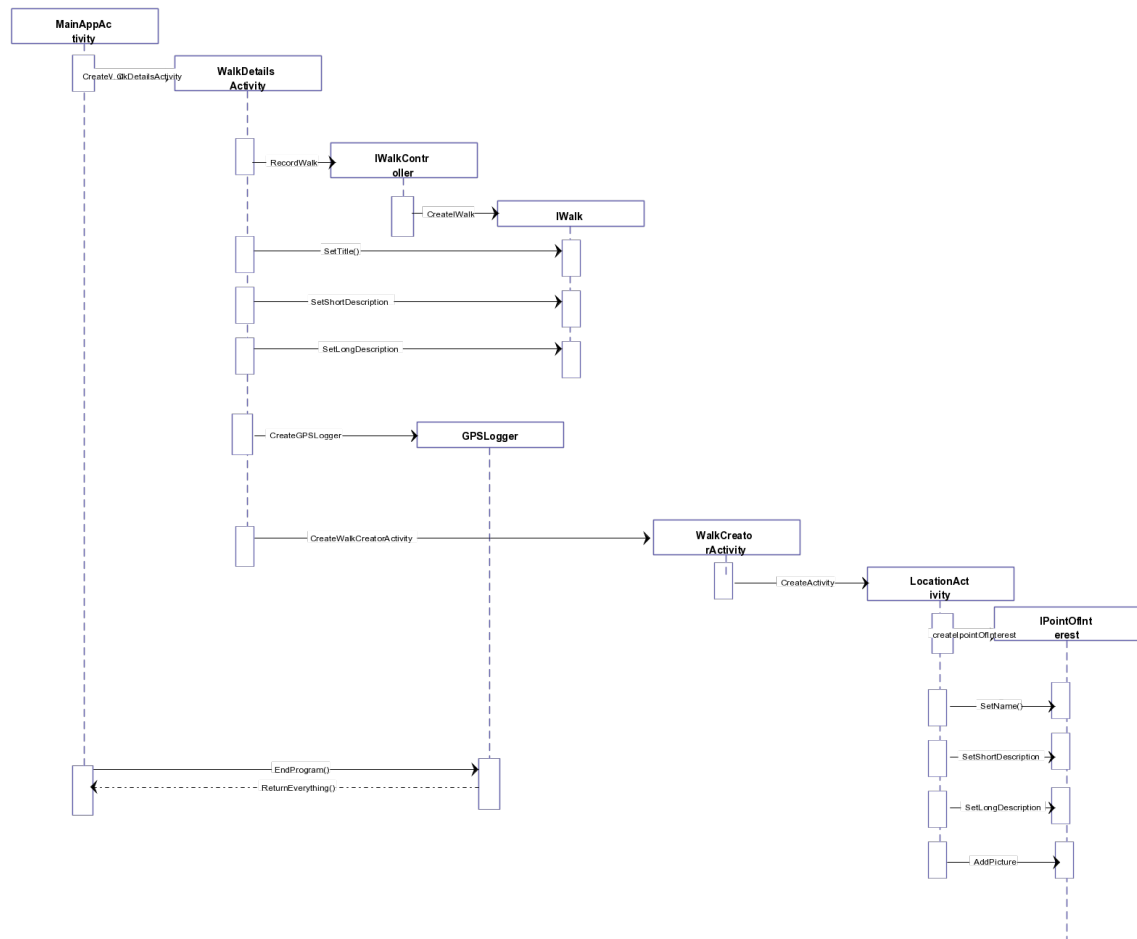 MainAppAc
tivity
WalkDetails
Activity
RecordWalk
IWalkContr
oller
CreateIWalk
IWalk
SetTitle()
SetShortDescription
SetLongDescription
CreateGPSLogger
GPSLogger
CreateWalkCreatorActivity
WalkCreato
rActivity
CreateActivity
LocationAct
ivity
createIpointOfInterest
IPointOfInt
erest
SetName()
SetShortDescription
SetLongDescription
AddPicture
EndProgram()
ReturnEverything()